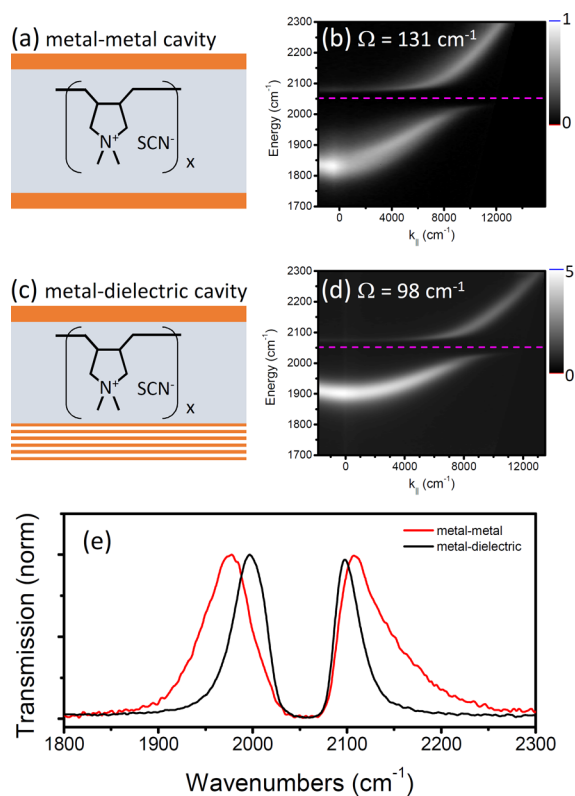 (a) metal-metal cavity
N⁺ SCN⁻
x
(b) Ω = 131 cm⁻¹
Energy (cm⁻¹)
2300
2200
2100
2000
1900
1800
1700
0 4000 8000 12000
k∥ (cm⁻¹)
1
0
(c) metal-dielectric cavity
N⁺ SCN⁻
x
(d) Ω = 98 cm⁻¹
Energy (cm⁻¹)
2300
2200
2100
2000
1900
1800
1700
0 4000 8000 12000
k∥ (cm⁻¹)
5
0
(e)
metal-metal
metal-dielectric
Transmission (norm)
1800 1900 2000 2100 2200 2300
Wavenumbers (cm⁻¹)